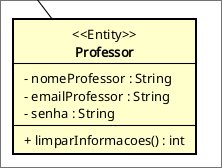 <<Entity>>
Professor
- nomeProfessor : String
- emailProfessor : String
- senha : String
+ limparInformacoes() : int